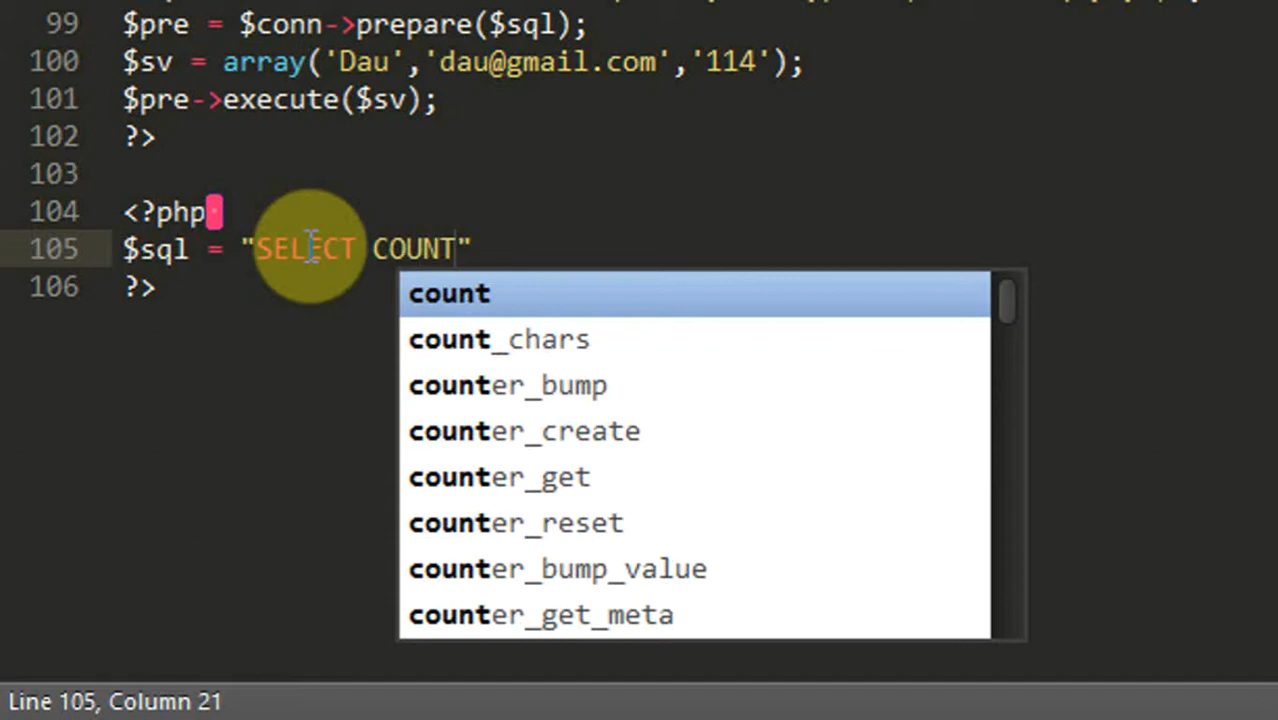 99 $pre = $conn->prepare($sql);
100 $sv = array('Dau','dau@gmail.com','114');
101 $pre->execute($sv);
102 ?>
103
104 <?php
105 $sql = "SELECT COUNT"
106 ?>
count
count_chars
counter_bump
counter_create
counter_get
counter_reset
counter_bump_value
counter_get_meta
Line 105, Column 21